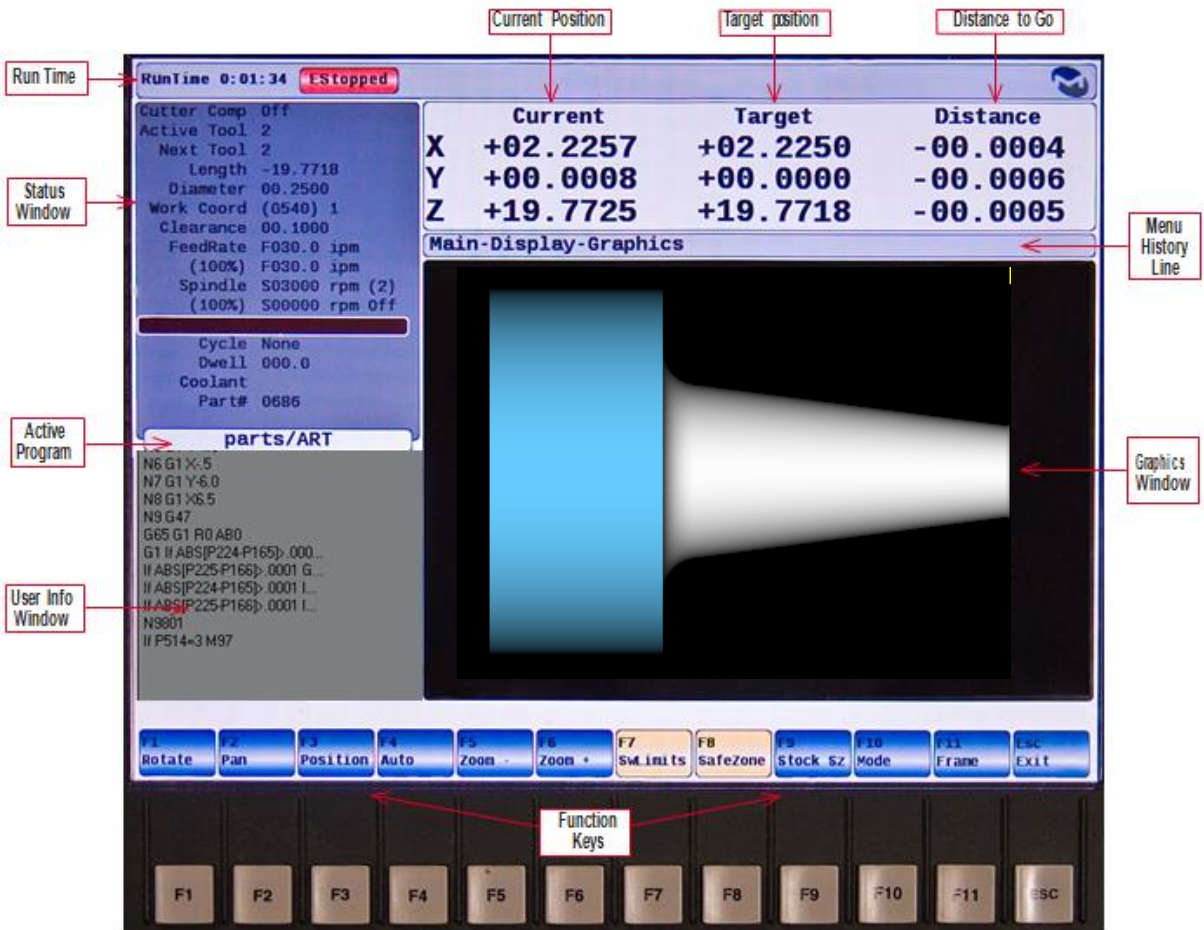 Current Position
Target position
Distance to Go
Run Time
RunTime 0:01:34 EStopped
Current Target Distance
X +02.2257 +02.2250 -00.0004
Y +00.0008 +00.0000 -00.0006
Z +19.7725 +19.7718 -00.0005
Main-Display-Graphics
Menu
History
Line
Status
Window
Cutter Comp Off
Active Tool 2
Next Tool 2
Length -19.7718
Diameter 00.2500
Work Coord (G540) 1
Clearance 00.1000
FeedRate F030.0 ipm
(100%) F030.0 ipm
Spindle S03000 rpm (2)
(100%) S00000 rpm Off
Cycle None
Dwell 000.0
Coolant
Part# 0686
Active
Program
parts/ART
N6 G1 X-.5
N7 G1 Y-6.0
N8 G1 X6.5
N9 G47
G65 G1 R0 AB0
G1 If ABS[P224-P165]>.000...
If ABS[P225-P166]>.0001 G...
If ABS[P224-P165]>.0001 I...
If ABS[P225-P166]>.0001 I...
N9801
If P514=3 M97
User Info
Window
Graphics
Window
F1 F2 F3 F4 F5 F6 F7 F8 F9 F10 F11 Esc
Rotate Pan Position Auto Zoom - Zoom + SwLimits SafeZone Stock Sz Mode Frame Exit
Function
Keys
F1 F2 F3 F4 F5 F6 F7 F8 F9 F10 F11 ESC